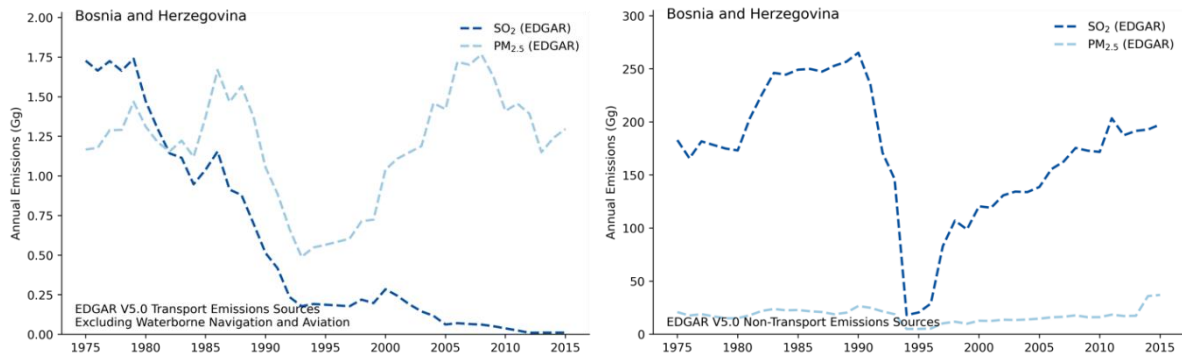 Bosnia and Herzegovina
SO₂ (EDGAR)
PM₂.₅ (EDGAR)
Annual Emissions (Gg)
2.00
1.75
1.50
1.25
1.00
0.75
0.50
0.25
0.00
EDGAR V5.0 Transport Emissions Sources
Excluding Waterborne Navigation and Aviation
1975 1980 1985 1990 1995 2000 2005 2010 2015
Bosnia and Herzegovina
SO₂ (EDGAR)
PM₂.₅ (EDGAR)
Annual Emissions (Gg)
300
250
200
150
100
50
0
EDGAR V5.0 Non-Transport Emissions Sources
1975 1980 1985 1990 1995 2000 2005 2010 2015